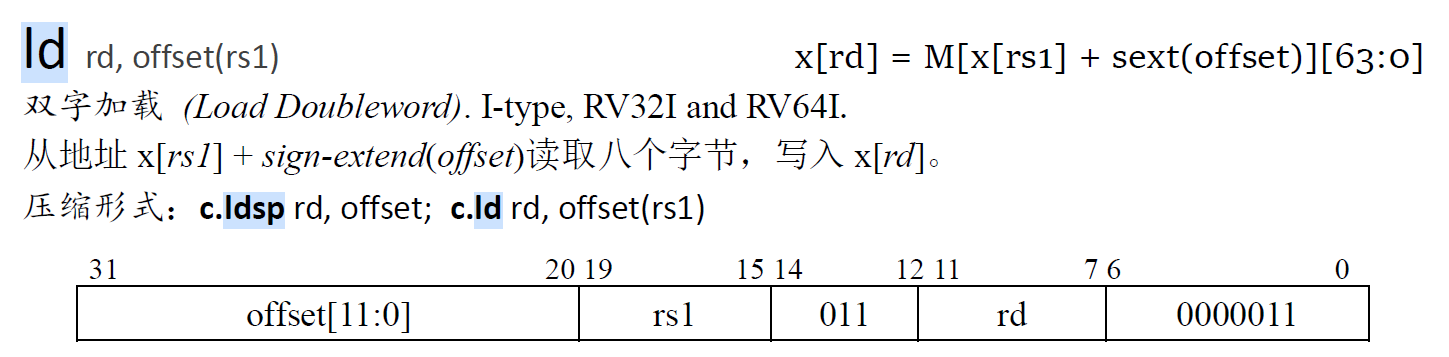 ld rd, offset(rs1) x[rd] = M[x[rs1] + sext(offset)][63:0]
双字加载 (Load Doubleword). I-type, RV32I and RV64I.
从地址 x[rs1] + sign-extend(offset)读取八个字节，写入 x[rd]。
压缩形式：c.ldsp rd, offset; c.ld rd, offset(rs1)
31 20 19 15 14 12 11 7 6 0
offset[11:0] rs1 011 rd 0000011